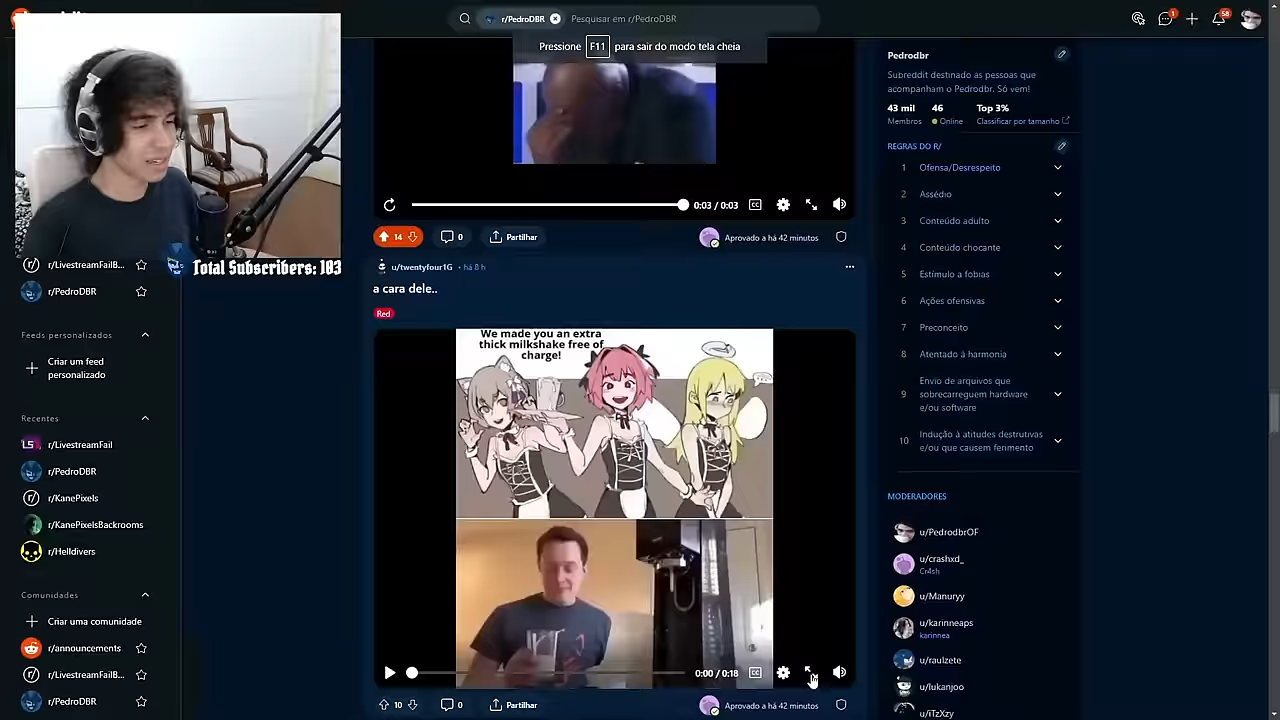 r/PedroDBR
Pesquisar em r/PedroDBR
1
58
Pressione F11 para sair do modo tela cheia
Total Subscribers: 103
r/LivestreamFailB...
r/PedroDBR
Feeds personalizados
Criar um feed
personalizado
Recentes
r/LivestreamFail
r/PedroDBR
r/KanePixels
r/KanePixelsBackrooms
r/Helldivers
Comunidades
Criar uma comunidade
r/announcements
r/LivestreamFailB...
r/PedroDBR
0:03 / 0:03
14
0
Partilhar
Aprovado a há 42 minutos
u/twentyfour1G • há 8 h
a cara dele..
Red
We made you an extra
thick milkshake free of
charge!
0:00 / 0:18
10
0
Partilhar
Aprovado a há 42 minutos
Pedrodbr
Subreddit destinado as pessoas que
acompanham o Pedrodbr. Só vem!
43 mil
46
Top 3%
Membros
Online
Classificar por tamanho
REGRAS DO R/
1 Ofensa/Desrespeito
2 Assédio
3 Conteúdo adulto
4 Conteúdo chocante
5 Estímulo a fobias
6 Ações ofensivas
7 Preconceito
8 Atentado à harmonia
9 Envio de arquivos que
sobrecarreguem hardware
e/ou software
10 Indução à atitudes destrutivas
e/ou que causem ferimento
MODERADORES
u/PedrodbrOF
u/crashxd_
Cr4sh
u/Manuryy
u/karinneaps
karinnea
u/raulzete
u/lukanjoo
u/iTzXzy